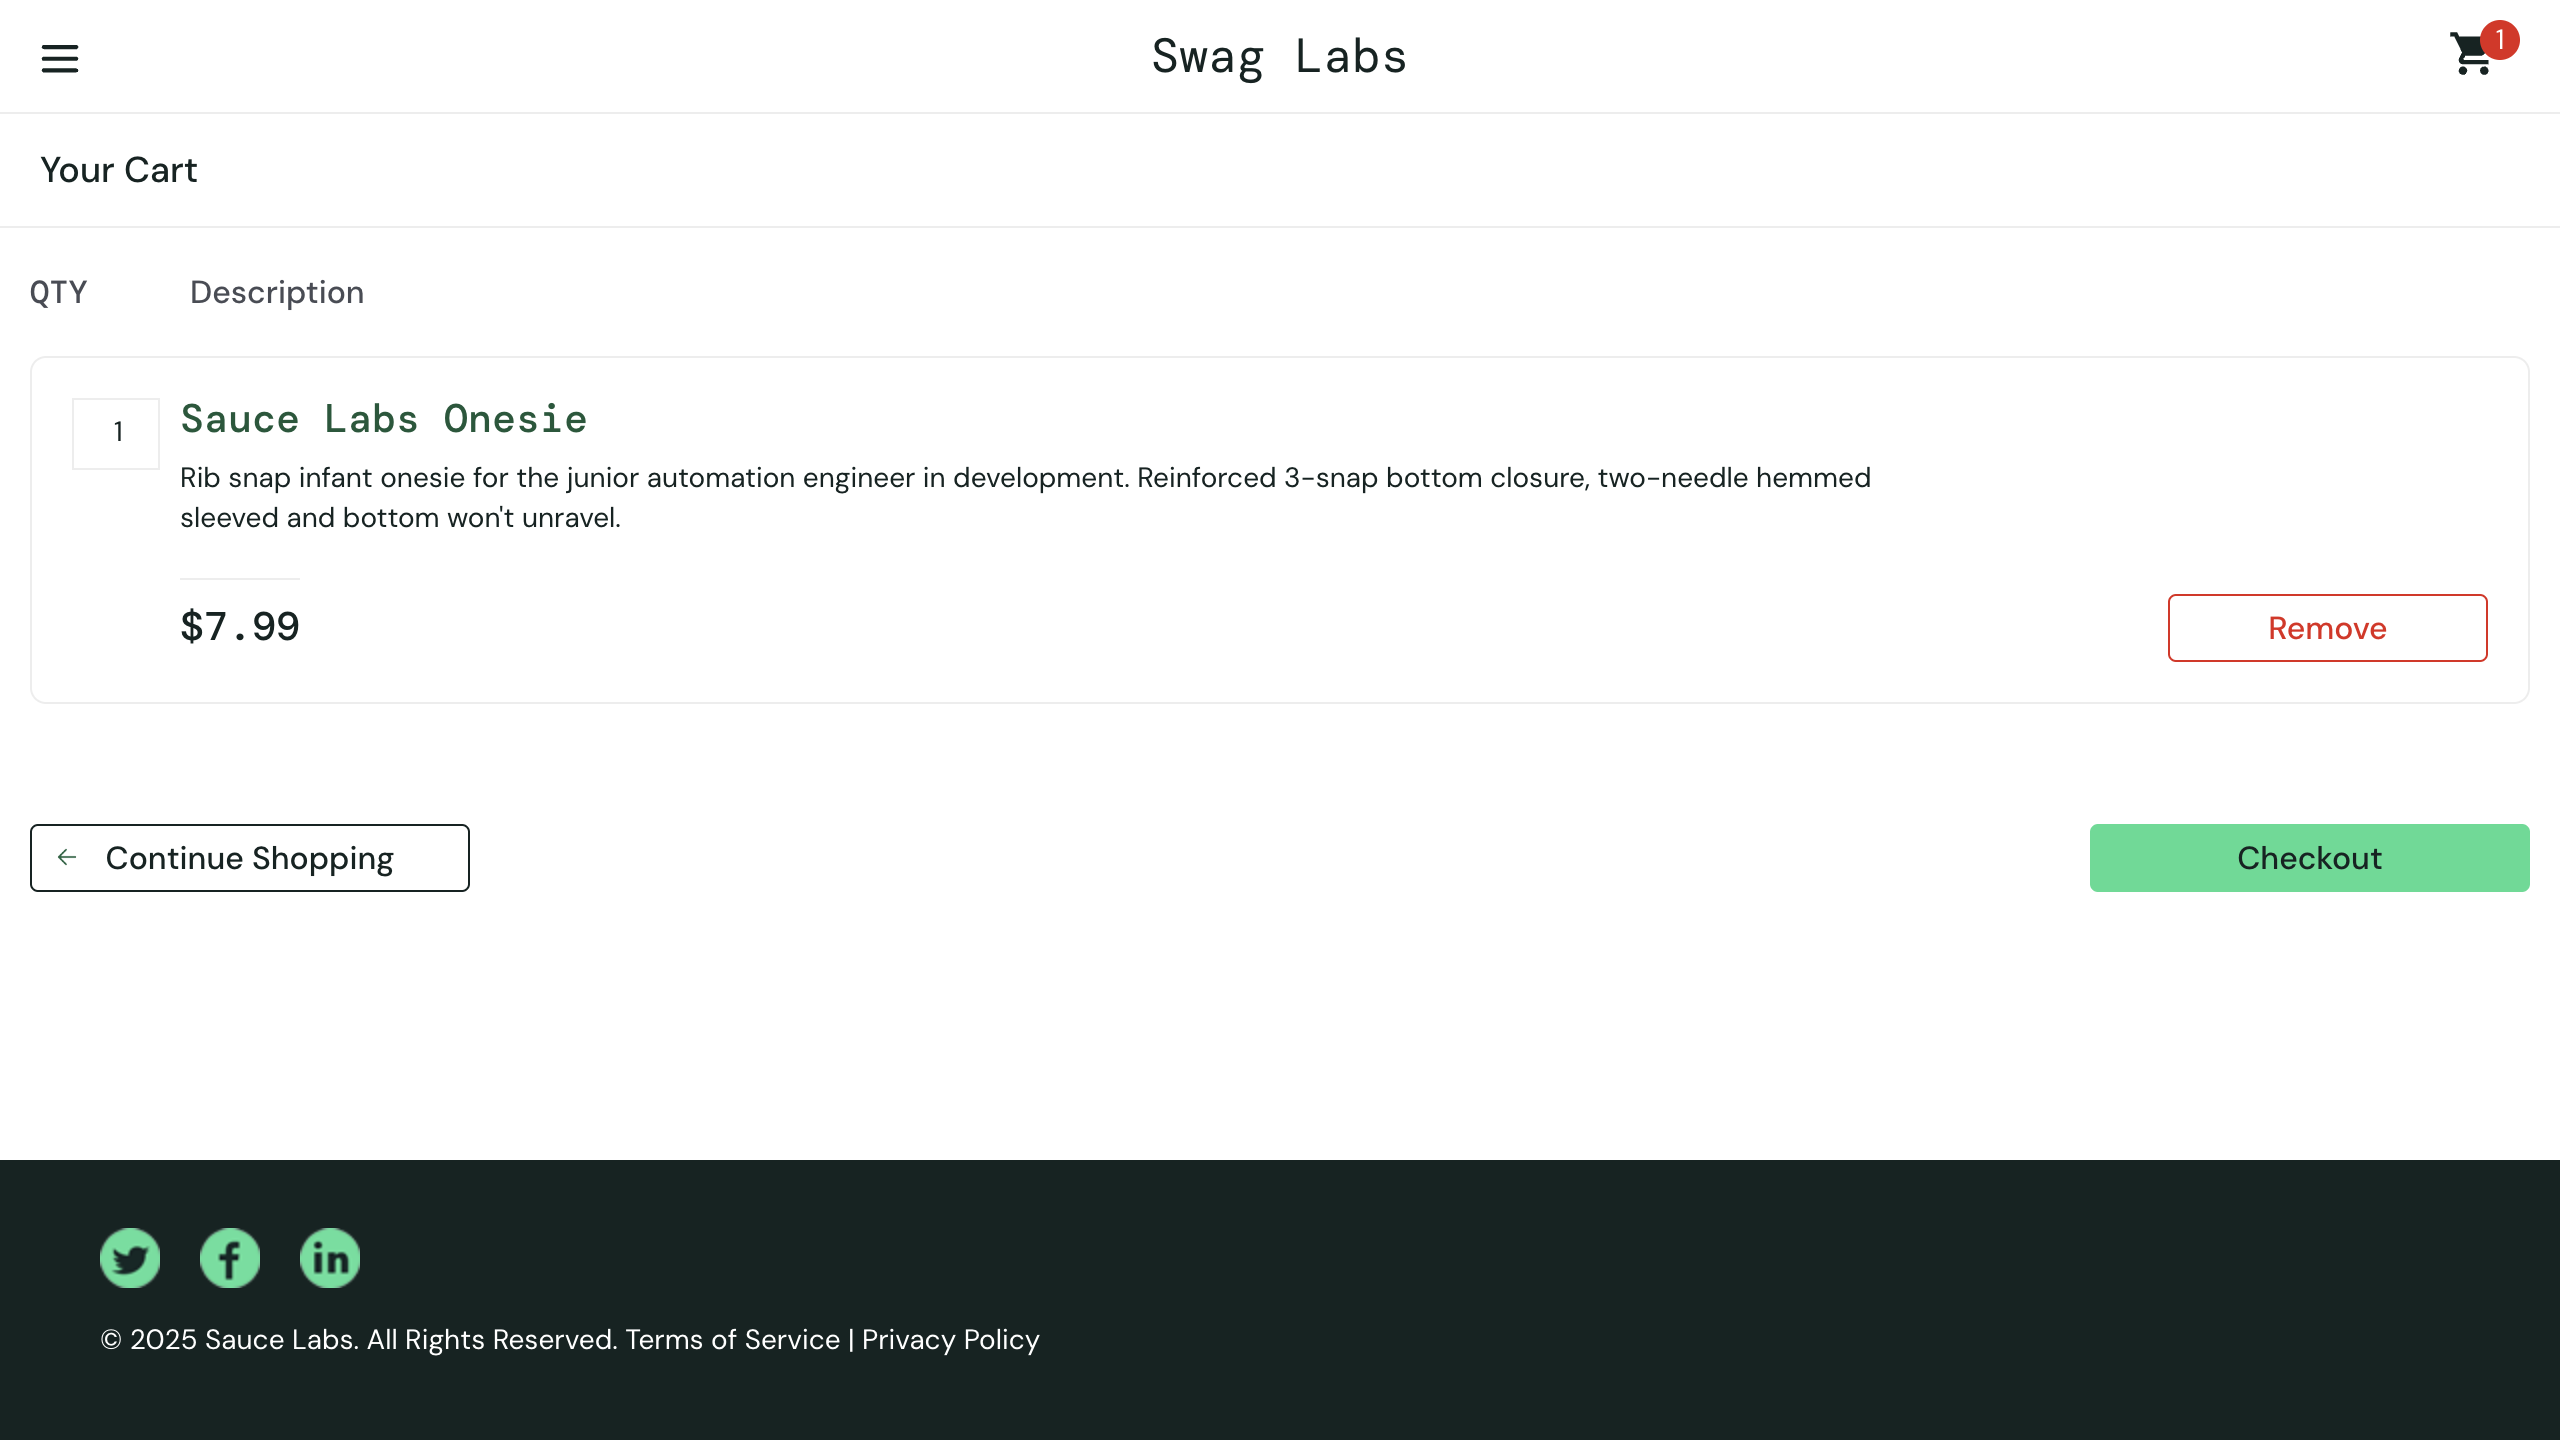 Swag Labs
1
Your Cart
QTY Description
1
Sauce Labs Onesie
Rib snap infant onesie for the junior automation engineer in development. Reinforced 3-snap bottom closure, two-needle hemmed
sleeved and bottom won't unravel.
$7.99
Remove
Continue Shopping
Checkout
© 2025 Sauce Labs. All Rights Reserved. Terms of Service | Privacy Policy